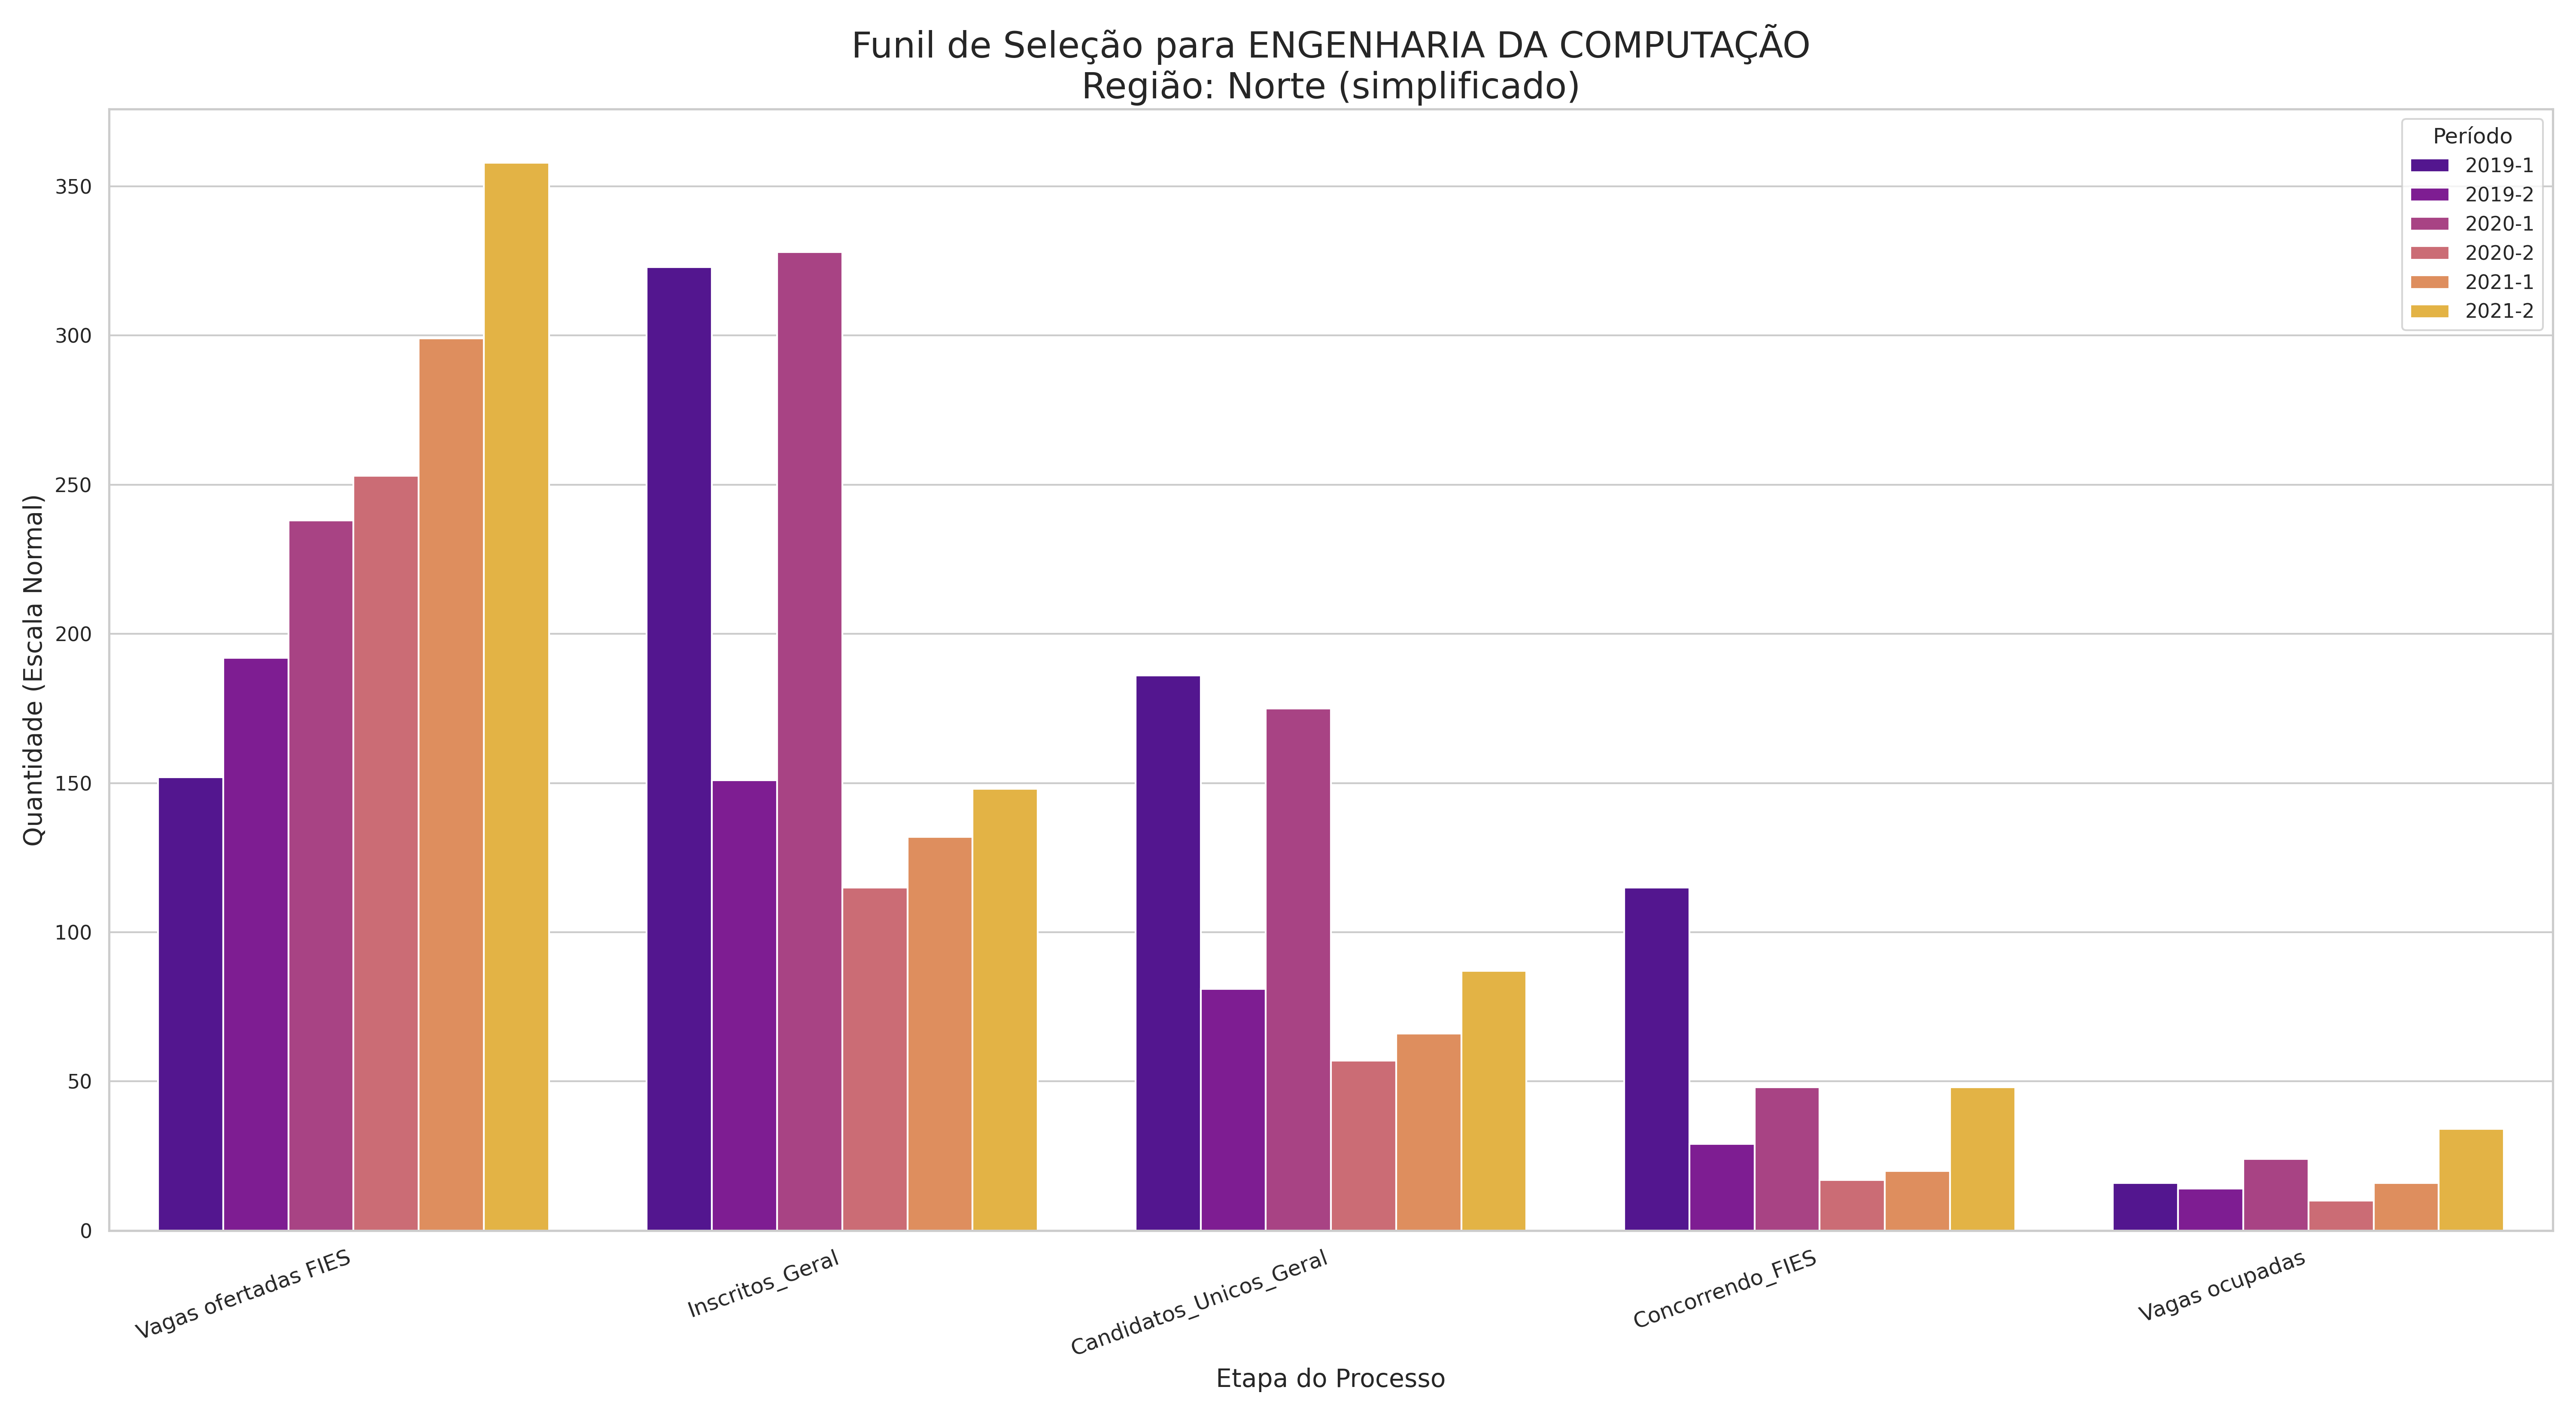 Funil de Seleção para ENGENHARIA DA COMPUTAÇÃO
Região: Norte (simplificado)
Quantidade (Escala Normal)
350
300
250
200
150
100
50
0
Período
2019-1
2019-2
2020-1
2020-2
2021-1
2021-2
Vagas ofertadas FIES
Inscritos_Geral
Candidatos_Unicos_Geral
Concorrendo_FIES
Vagas ocupadas
Etapa do Processo